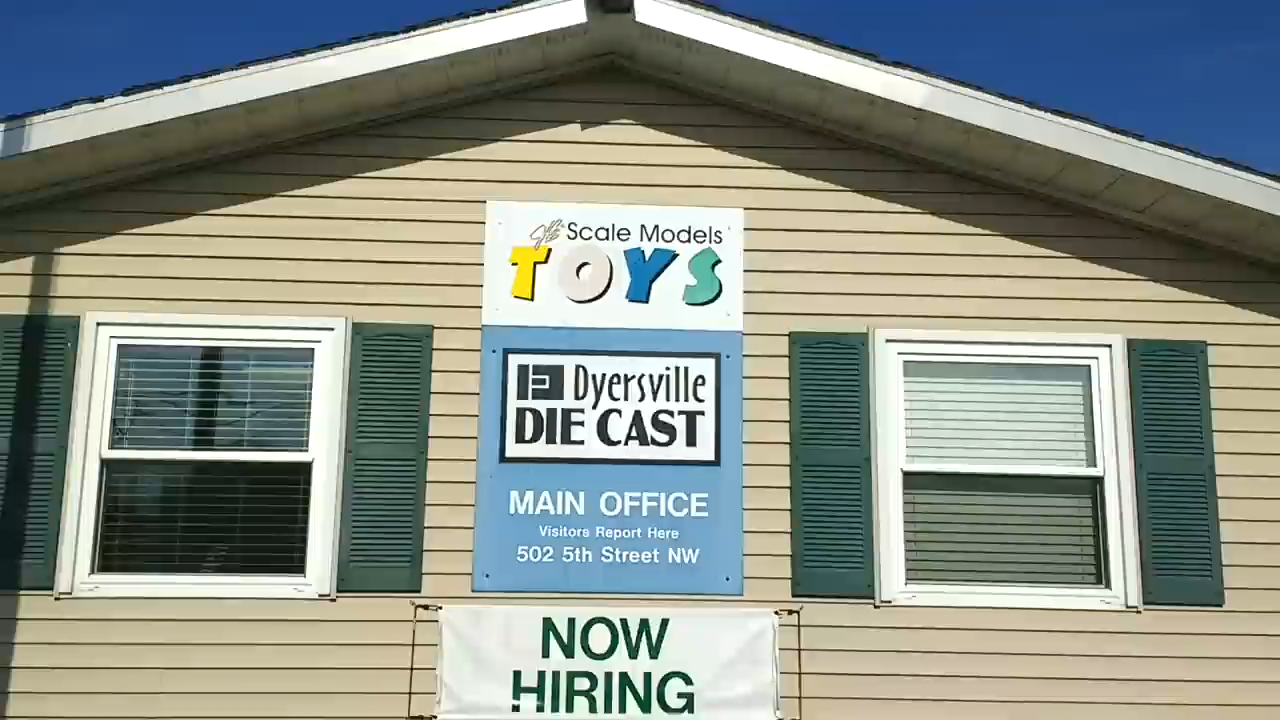 Scale Models
TOYS
Dyersville
DIE CAST
MAIN OFFICE
Visitors Report Here
502 5th Street NW
NOW
HIRING